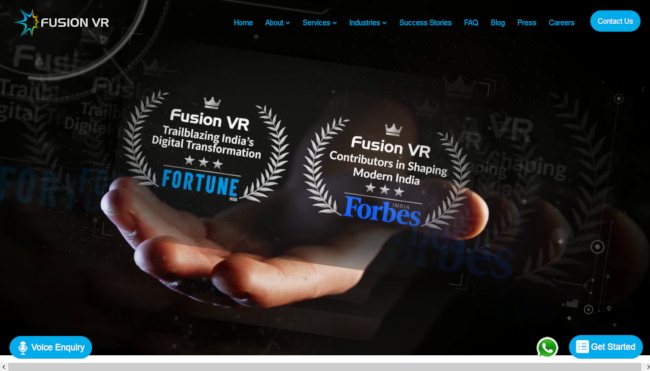 FUSION VR
Home About Services Industries Success Stories FAQ Blog Press Careers Contact Us
Fusion VR
Trailblazing India's
Digital Transformation
FORTUNE
INDIA
Fusion VR
Contributors in Shaping
Modern India
INDIA
Forbes
Voice Enquiry
Get Started